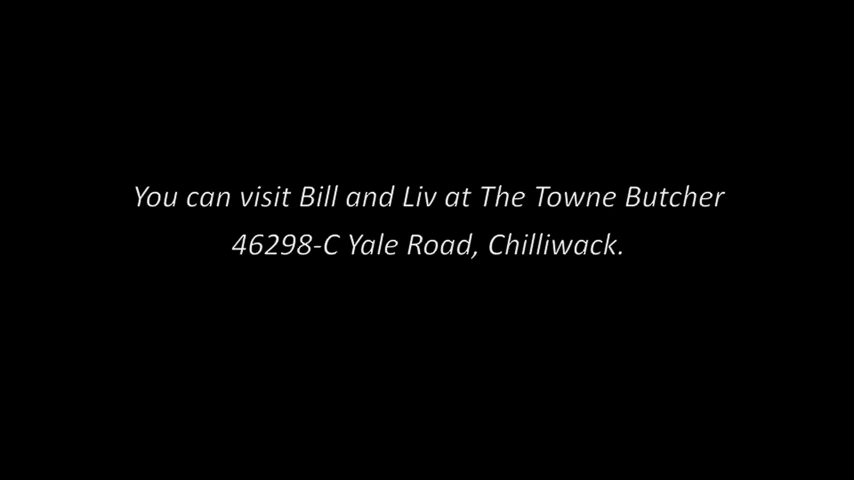 You can visit Bill and Liv at The Towne Butcher
46298-C Yale Road, Chilliwack.